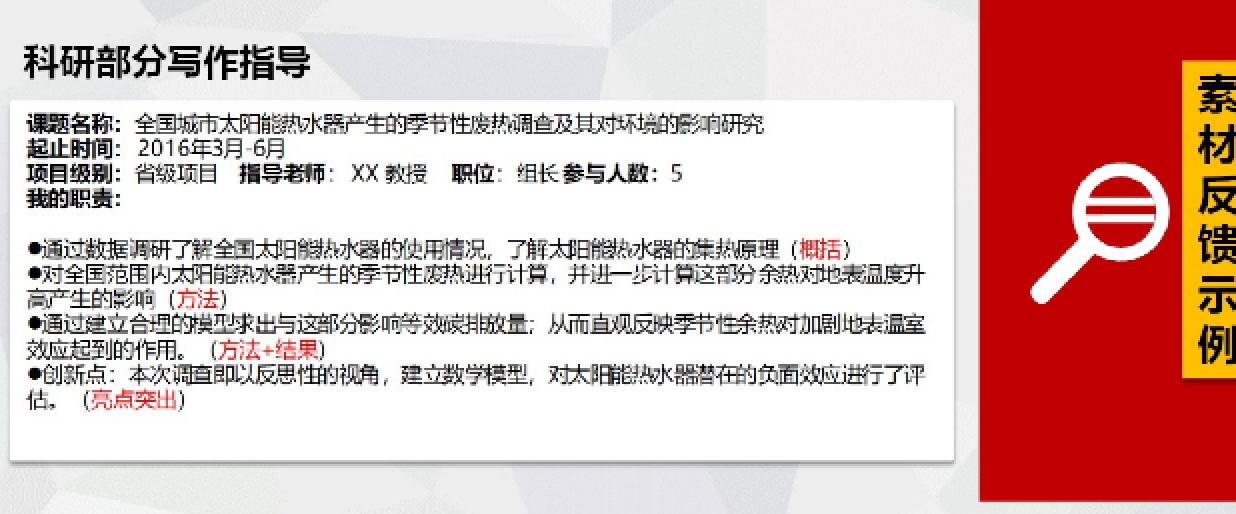 科研部分写作指导
课题名称：全国城市太阳能热水器产生的季节性废热调查及其对环境的影响研究
起止时间：2016年3月-6月
项目级别：省级项目 指导老师：XX 教授 职位：组长 参与人数：5
我的职责：
●通过数据调研了解全国太阳能热水器的使用情况，了解太阳能热水器的集热原理（概括）
●对全国范围内太阳能热水器产生的季节性废热进行计算，并进一步计算这部分余热对地表温度升
高产生的影响（方法）
●通过建立合理的模型求出与这部分影响等效碳排放量；从而直观反映季节性余热对加剧地表温室
效应起到的作用。（方法+结果）
●创新点：本次调查即以反思性的视角，建立数学模型，对太阳能热水器潜在的负面效应进行了评
估。（亮点突出）
素材反馈示例